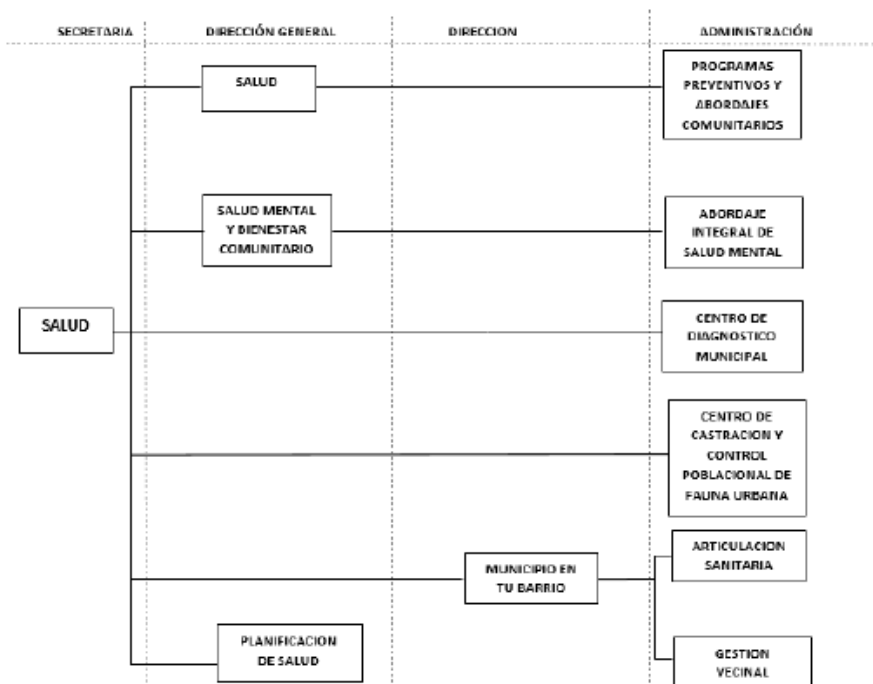 SECRETARIA
DIRECCIÓN GENERAL
DIRECCION
ADMINISTRACIÓN
SALUD
PROGRAMAS
PREVENTIVOS Y
ABORDAJES
COMUNITARIOS
SALUD MENTAL
Y BIENESTAR
COMUNITARIO
ABORDAJE
INTEGRAL DE
SALUD MENTAL
SALUD
CENTRO DE
DIAGNOSTICO
MUNICIPAL
CENTRO DE
CASTRACION Y
CONTROL
POBLACIONAL DE
FAUNA URBANA
MUNICIPIO EN
TU BARRIO
ARTICULACION
SANITARIA
PLANIFICACION
DE SALUD
GESTION
VECINAL